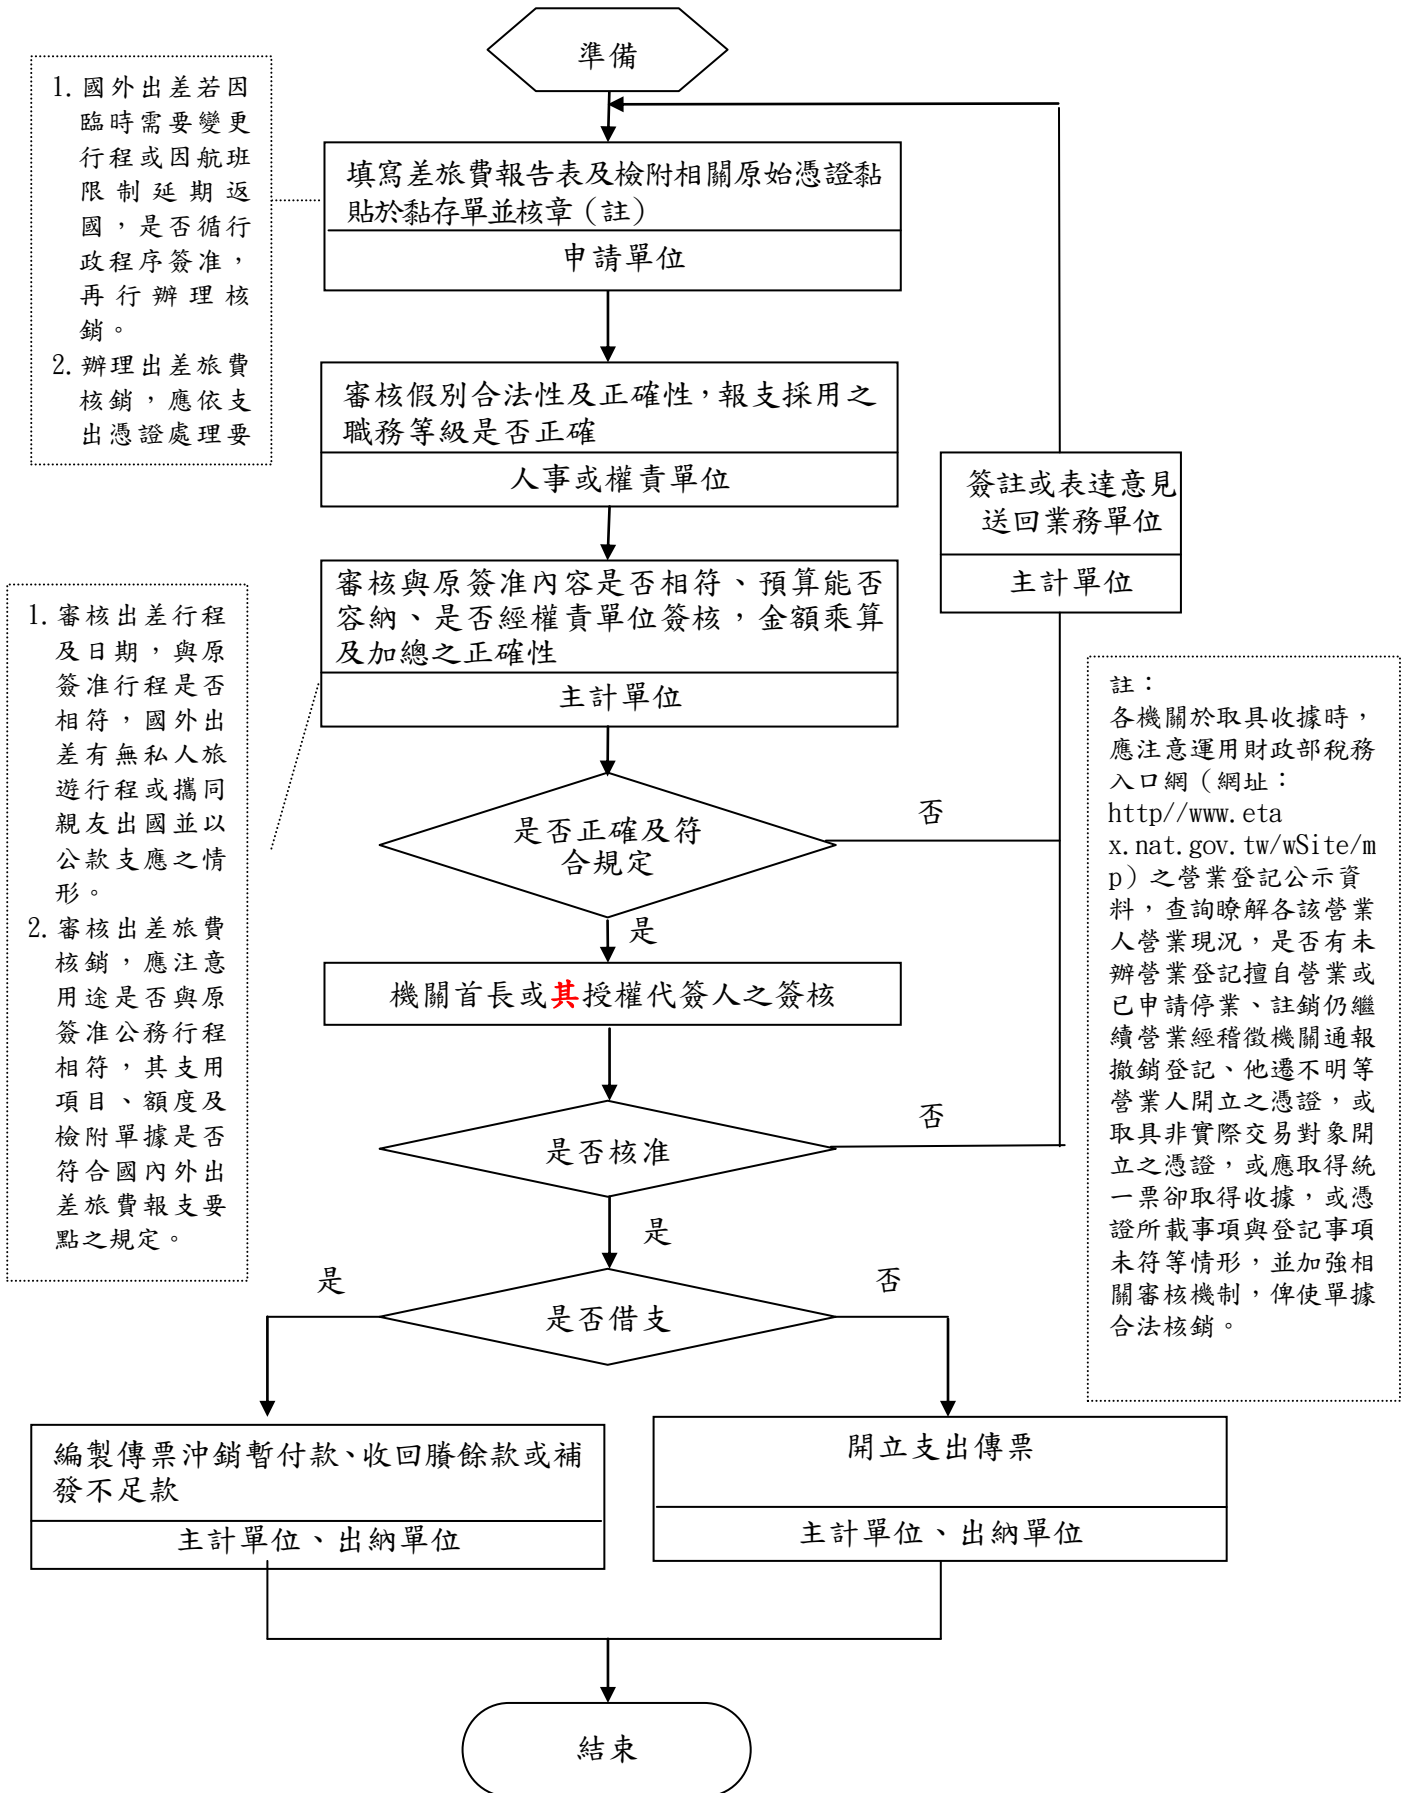 準備
1. 國外出差若因
臨時需要變更
行程或因航班
限制延期返
國，是否循行
政程序簽准，
再行辦理核
銷。
2. 辦理出差旅費
核銷，應依支
出憑證處理要
填寫差旅費報告表及檢附相關原始憑證黏
貼於黏存單並核章（註）
申請單位
審核假別合法性及正確性，報支採用之
職務等級是否正確
人事或權責單位
簽註或表達意見
送回業務單位
主計單位
審核與原簽准內容是否相符、預算能否
容納、是否經權責單位簽核，金額乘算
及加總之正確性
主計單位
1. 審核出差行程
及日期，與原
簽准行程是否
相符，國外出
差有無私人旅
遊行程或攜同
親友出國並以
公款支應之情
形。
2. 審核出差旅費
核銷，應注意
用途是否與原
簽准公務行程
相符，其支用
項目、額度及
檢附單據是否
符合國內外出
差旅費報支要
點之規定。
註：
各機關於取具收據時，
應注意運用財政部稅務
入口網（網址：
http//www.eta
x.nat.gov.tw/wSite/m
p）之營業登記公示資
料，查詢瞭解各該營業
人營業現況，是否有未
辦營業登記擅自營業或
已申請停業、註銷仍繼
續營業經稽徵機關通報
撤銷登記、他遷不明等
營業人開立之憑證，或
取具非實際交易對象開
立之憑證，或應取得統
一票卻取得收據，或憑
證所載事項與登記事項
未符等情形，並加強相
關審核機制，俾使單據
合法核銷。
是否正確及符
合規定
否
是
機關首長或其授權代簽人之簽核
是否核准
否
是
是否借支
是
否
編製傳票沖銷暫付款、收回賸餘款或補
發不足款
主計單位、出納單位
開立支出傳票
主計單位、出納單位
結束